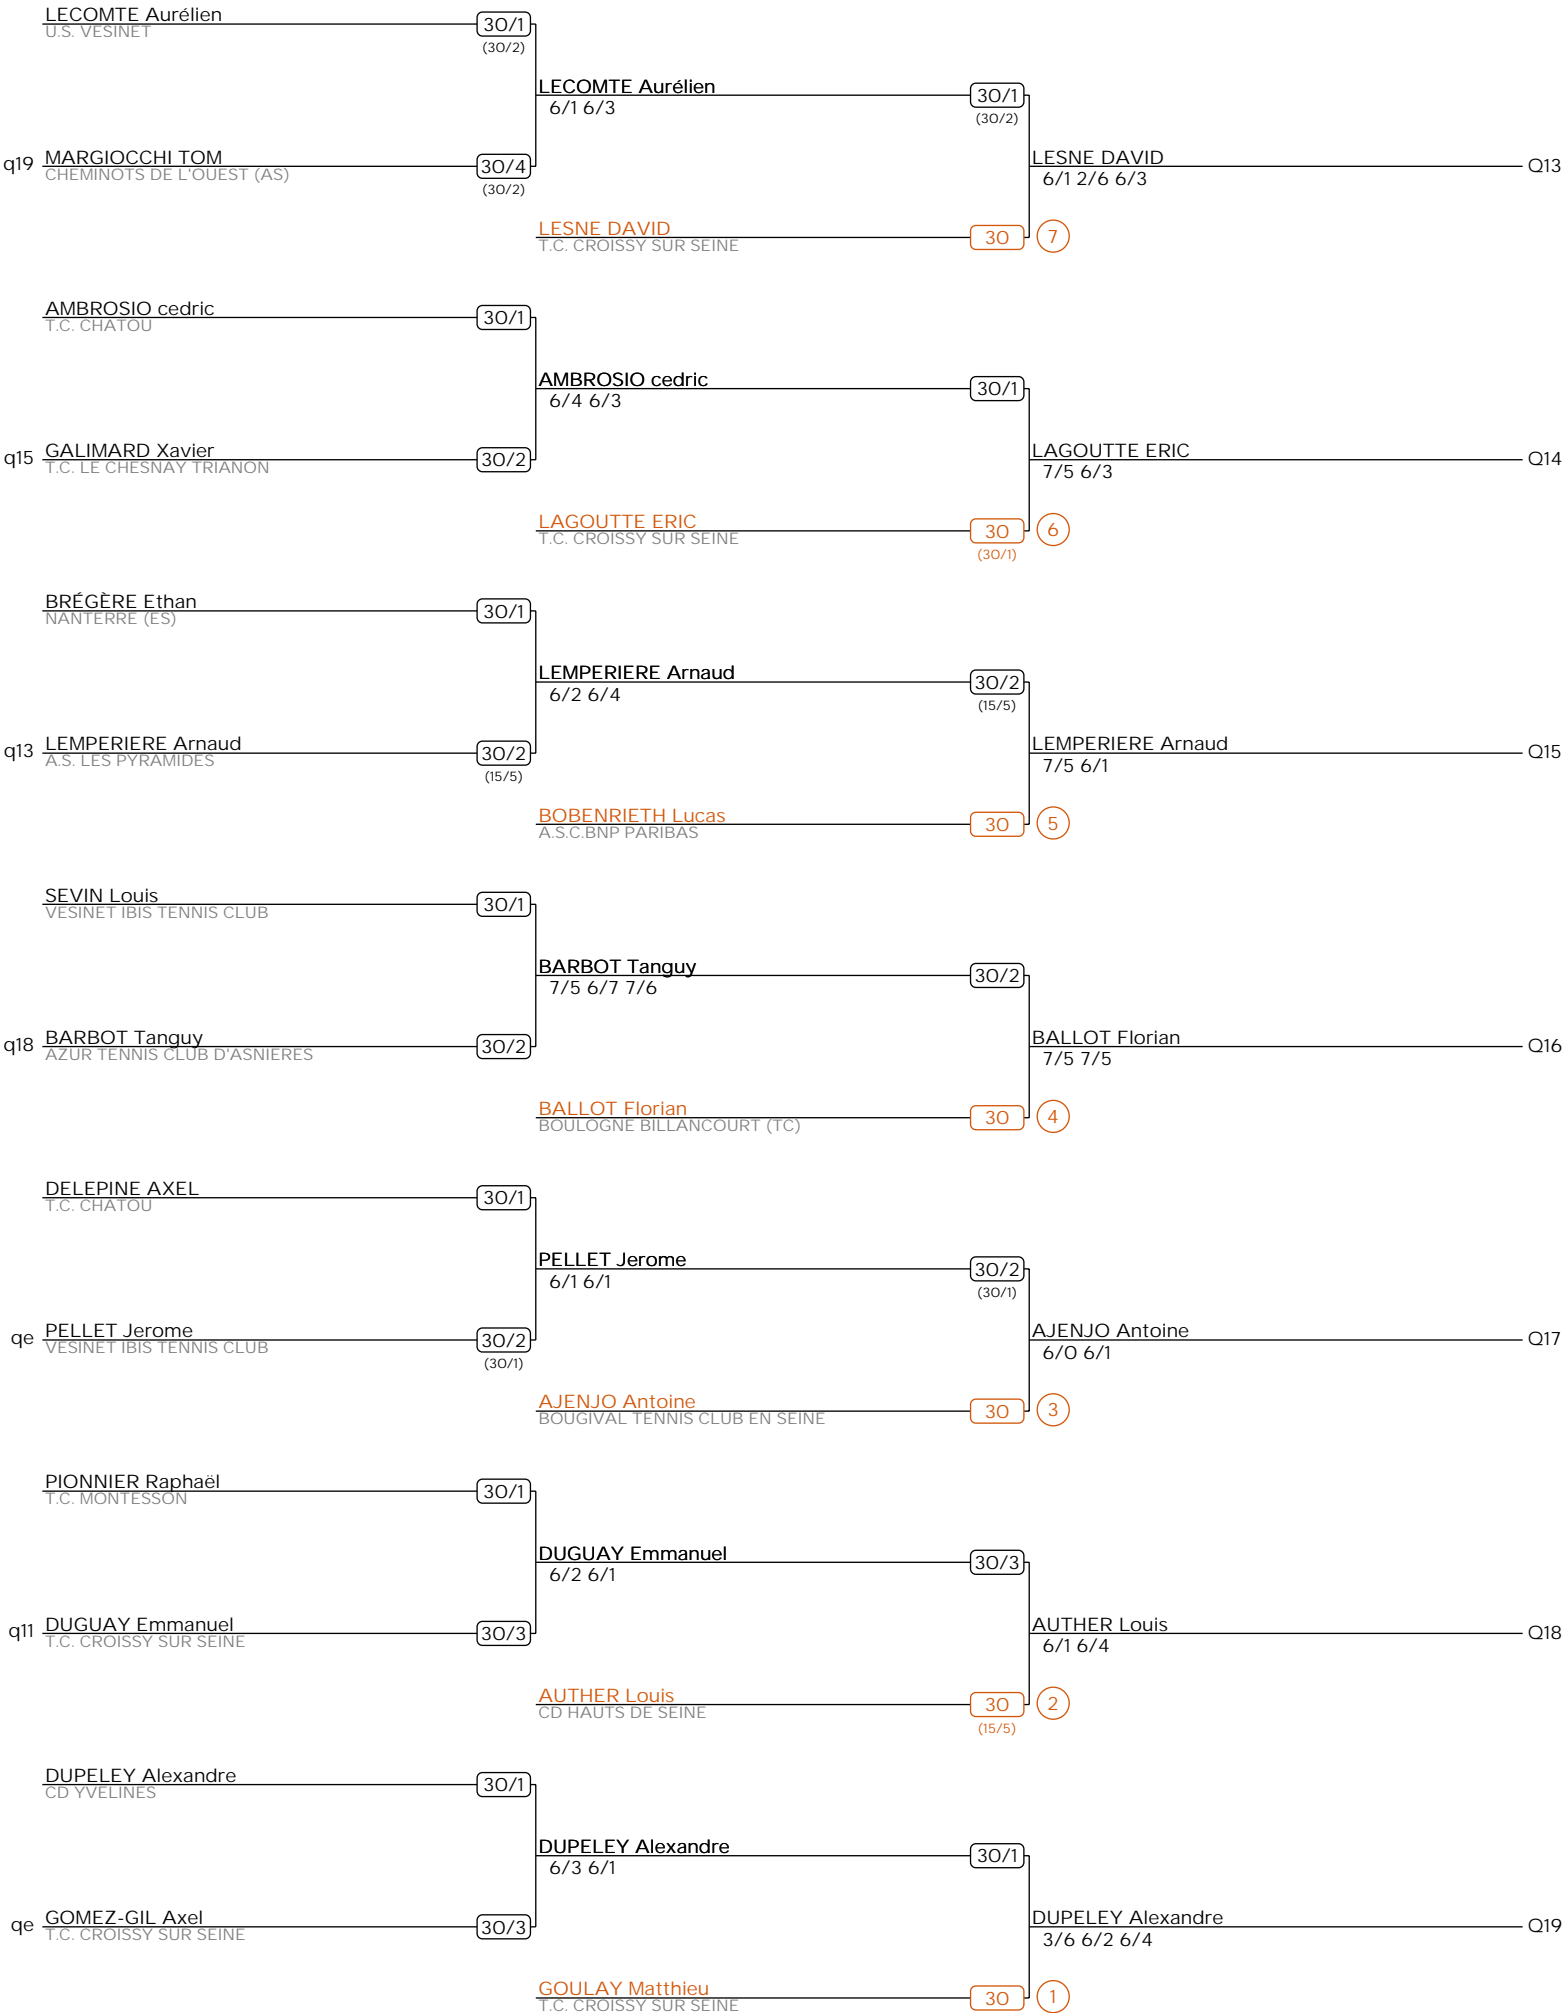 LECOMTE Aurélien
U.S. VESINET
30/1
(30/2)
LECOMTE Aurélien
6/1 6/3
30/1
(30/2)
q19 MARGIOCCHI TOM
CHEMINOTS DE L'OUEST (AS)
30/4
(30/2)
LESNE DAVID
6/1 2/6 6/3
Q13
LESNE DAVID
T.C. CROISSY SUR SEINE
30 7
AMBROSIO cedric
T.C. CHATOU
30/1
AMBROSIO cedric
6/4 6/3
30/1
q15 GALIMARD Xavier
T.C. LE CHESNAY TRIANON
30/2
LAGOUTTE ERIC
7/5 6/3
Q14
LAGOUTTE ERIC
T.C. CROISSY SUR SEINE
30 6
(30/1)
BRÉGÈRE Ethan
NANTERRE (ES)
30/1
LEMPERIERE Arnaud
6/2 6/4
30/2
(15/5)
q13 LEMPERIERE Arnaud
A.S. LES PYRAMIDES
30/2
(15/5)
LEMPERIERE Arnaud
7/5 6/1
Q15
BOBENRIETH Lucas
A.S.C.BNP PARIBAS
30 5
SEVIN Louis
VESINET IBIS TENNIS CLUB
30/1
BARBOT Tanguy
7/5 6/7 7/6
30/2
q18 BARBOT Tanguy
AZUR TENNIS CLUB D'ASNIERES
30/2
BALLOT Florian
7/5 7/5
Q16
BALLOT Florian
BOULOGNE BILLANCOURT (TC)
30 4
DELEPINE AXEL
T.C. CHATOU
30/1
PELLET Jerome
6/1 6/1
30/2
(30/1)
qe PELLET Jerome
VESINET IBIS TENNIS CLUB
30/2
(30/1)
AJENJO Antoine
6/0 6/1
Q17
AJENJO Antoine
BOUGIVAL TENNIS CLUB EN SEINE
30 3
PIONNIER Raphaël
T.C. MONTESSON
30/1
DUGUAY Emmanuel
6/2 6/1
30/3
q11 DUGUAY Emmanuel
T.C. CROISSY SUR SEINE
30/3
AUTHER Louis
6/1 6/4
Q18
AUTHER Louis
CD HAUTS DE SEINE
30 2
(15/5)
DUPELEY Alexandre
CD YVELINES
30/1
DUPELEY Alexandre
6/3 6/1
30/1
qe GOMEZ-GIL Axel
T.C. CROISSY SUR SEINE
30/3
DUPELEY Alexandre
3/6 6/2 6/4
Q19
GOULAY Matthieu
T.C. CROISSY SUR SEINE
30 1